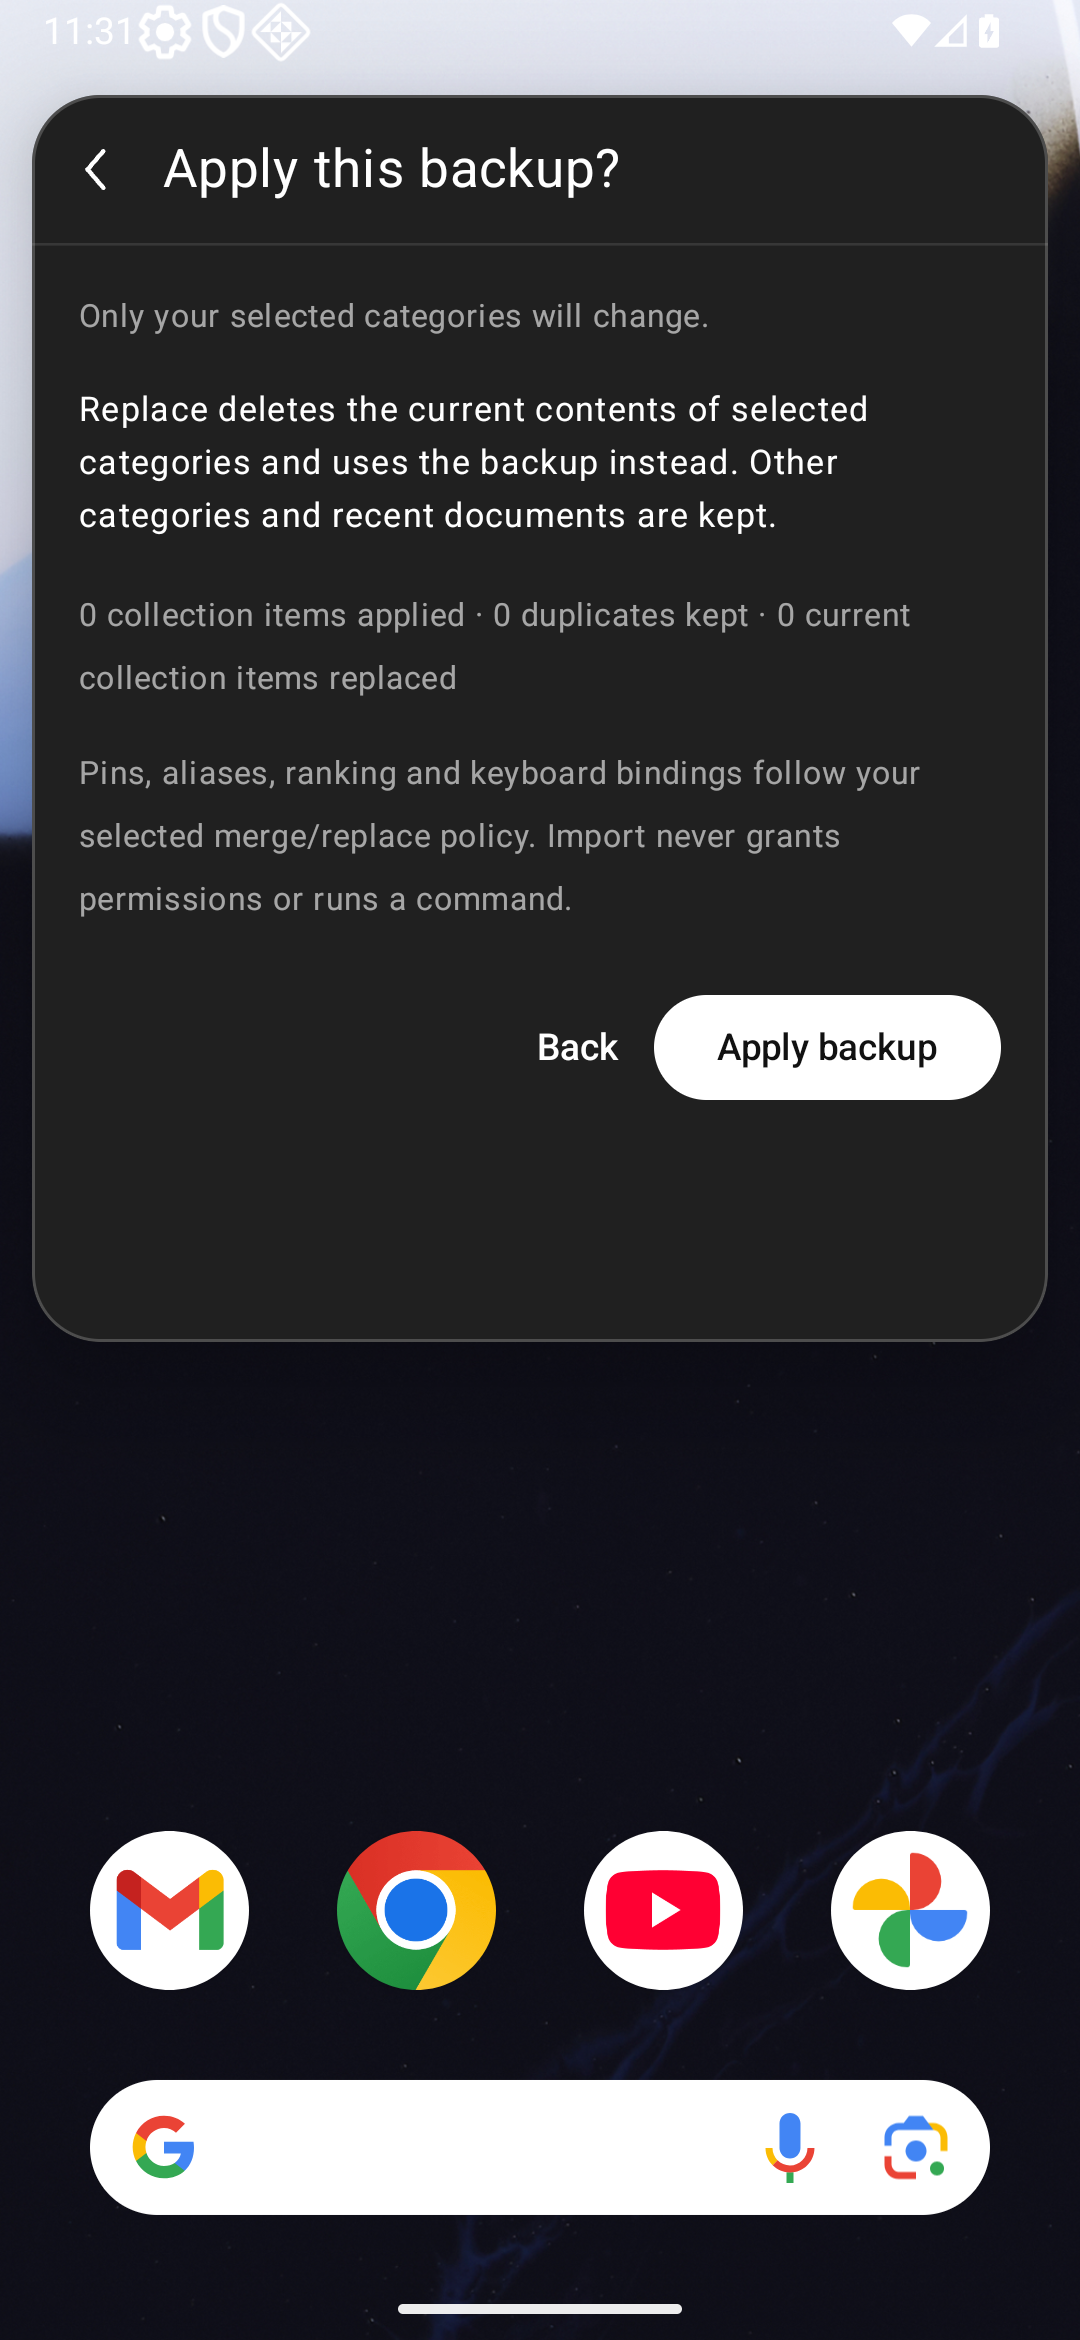 11:31
Apply this backup?
Only your selected categories will change.
Replace deletes the current contents of selected
categories and uses the backup instead. Other
categories and recent documents are kept.
0 collection items applied · 0 duplicates kept · 0 current
collection items replaced
Pins, aliases, ranking and keyboard bindings follow your
selected merge/replace policy. Import never grants
permissions or runs a command.
Back
Apply backup